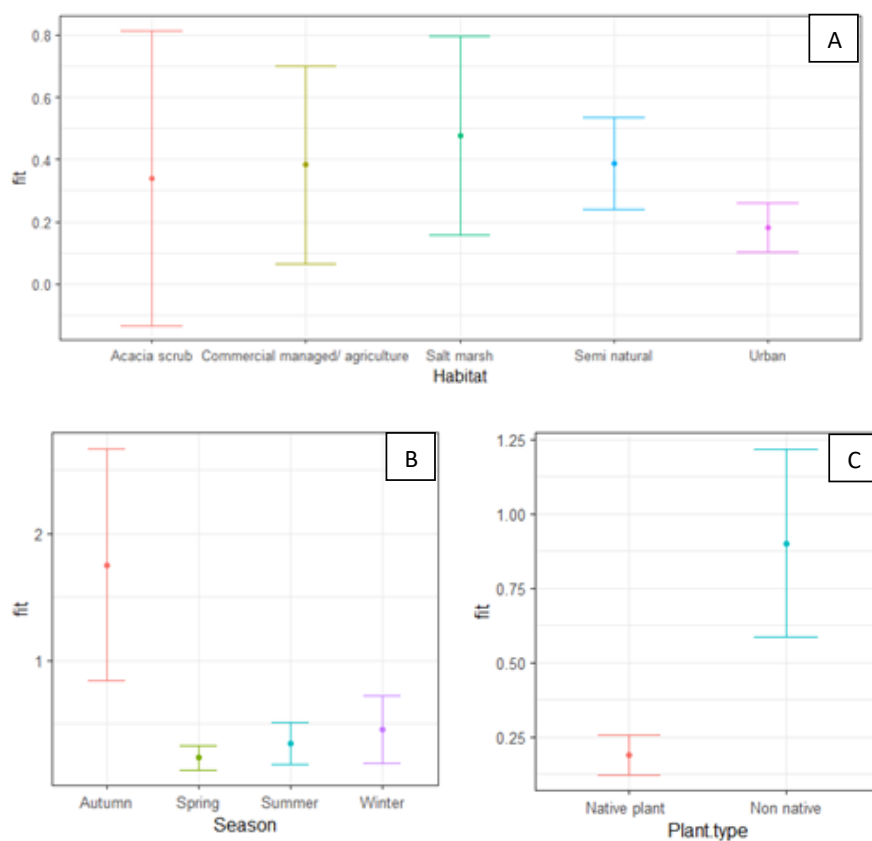 A
0.8
0.6
0.4
0.2
0.0
fit
Acacia scrub Commercial managed/ agriculture Salt marsh Semi natural Urban
Habitat
B
2
1
fit
Autumn Spring Summer Winter
Season
C
1.25
1.00
0.75
0.50
0.25
fit
Native plant Non native
Plant.type